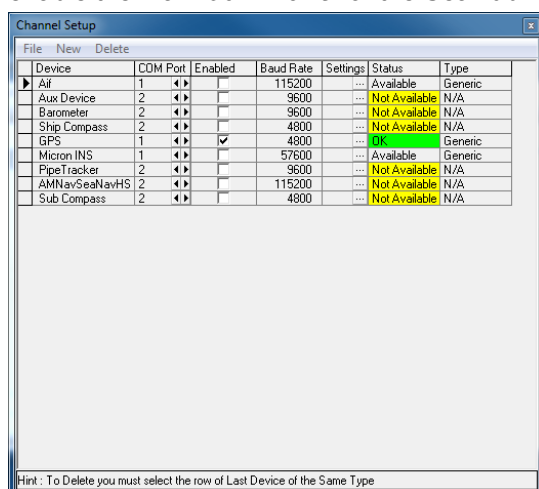 Channel Setup
File New Delete
Device COM Port Enabled Baud Rate Settings Status Type
Aif 1 115200 ... Available Generic
Aux Device 2 9600 ... Not Available N/A
Barometer 2 9600 ... Not Available N/A
Ship Compass 2 4800 ... Not Available N/A
GPS 1 4800 ... OK Generic
Micron INS 1 57600 ... Available Generic
PipeTracker 2 9600 ... Not Available N/A
AMNavSeaNavHS 2 115200 ... Not Available N/A
Sub Compass 2 4800 ... Not Available N/A
Hint : To Delete you must select the row of Last Device of the Same Type